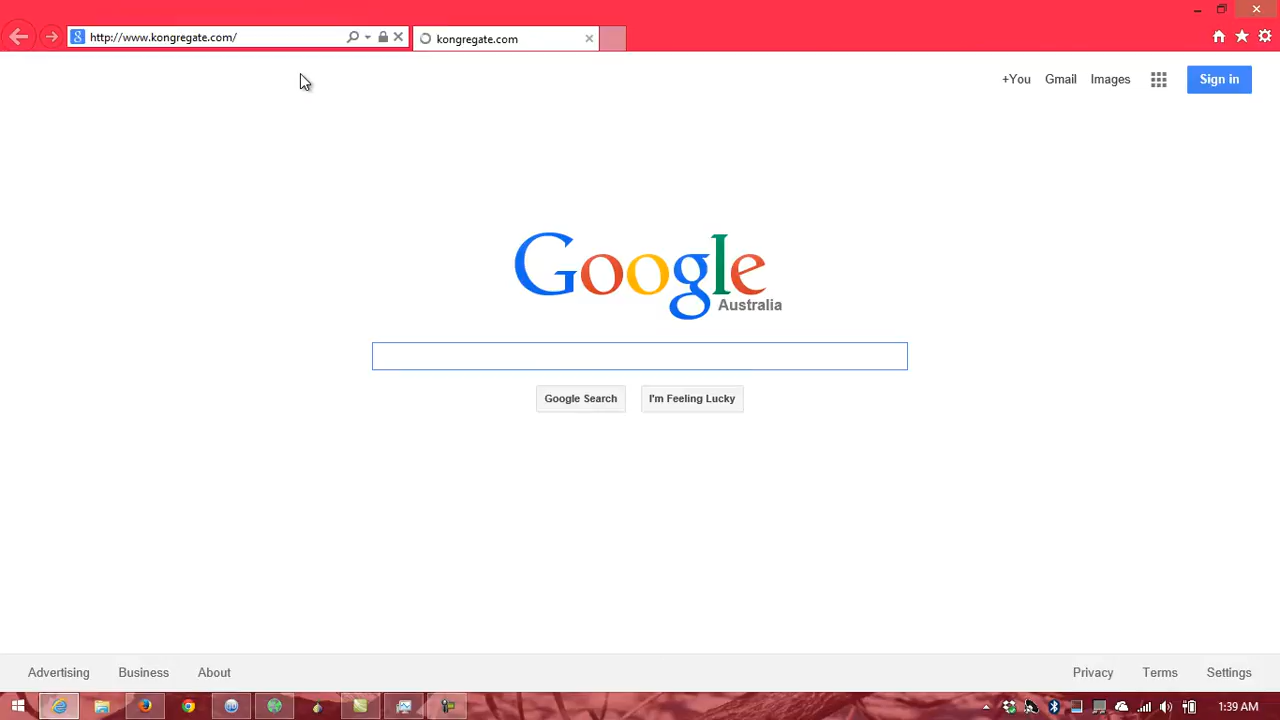 http://www.kongregate.com/
kongregate.com
+You Gmail Images Sign in
Google
Australia
Google Search I'm Feeling Lucky
Advertising Business About Privacy Terms Settings
1:39 AM